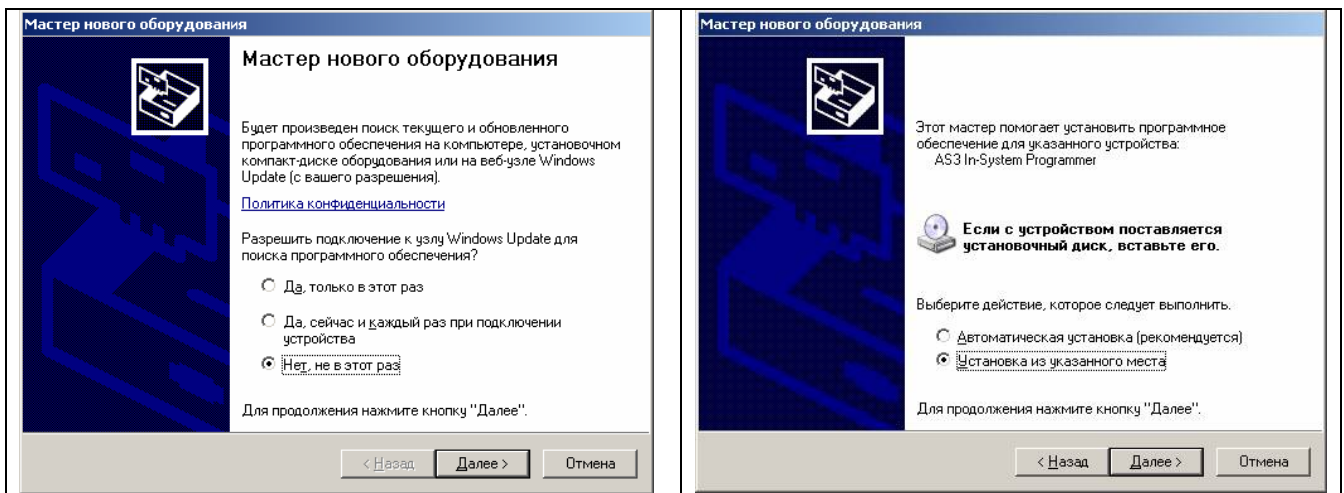 Мастер нового оборудования
Мастер нового оборудования
Будет произведен поиск текущего и обновленного
программного обеспечения на компьютере, установочном
компакт-диске оборудования или на веб-узле Windows
Update (с вашего разрешения).
Политика конфиденциальности
Разрешить подключение к узлу Windows Update для
поиска программного обеспечения?
Да, только в этот раз
Да, сейчас и каждый раз при подключении
устройства
Нет, не в этот раз
Для продолжения нажмите кнопку "Далее".
< Назад
Далее >
Отмена
Мастер нового оборудования
Этот мастер помогает установить программное
обеспечение для указанного устройства:
AS3 In-System Programmer
Если с устройством поставляется
установочный диск, вставьте его.
Выберите действие, которое следует выполнить.
Автоматическая установка (рекомендуется)
Установка из указанного места
Для продолжения нажмите кнопку "Далее".
< Назад
Далее >
Отмена